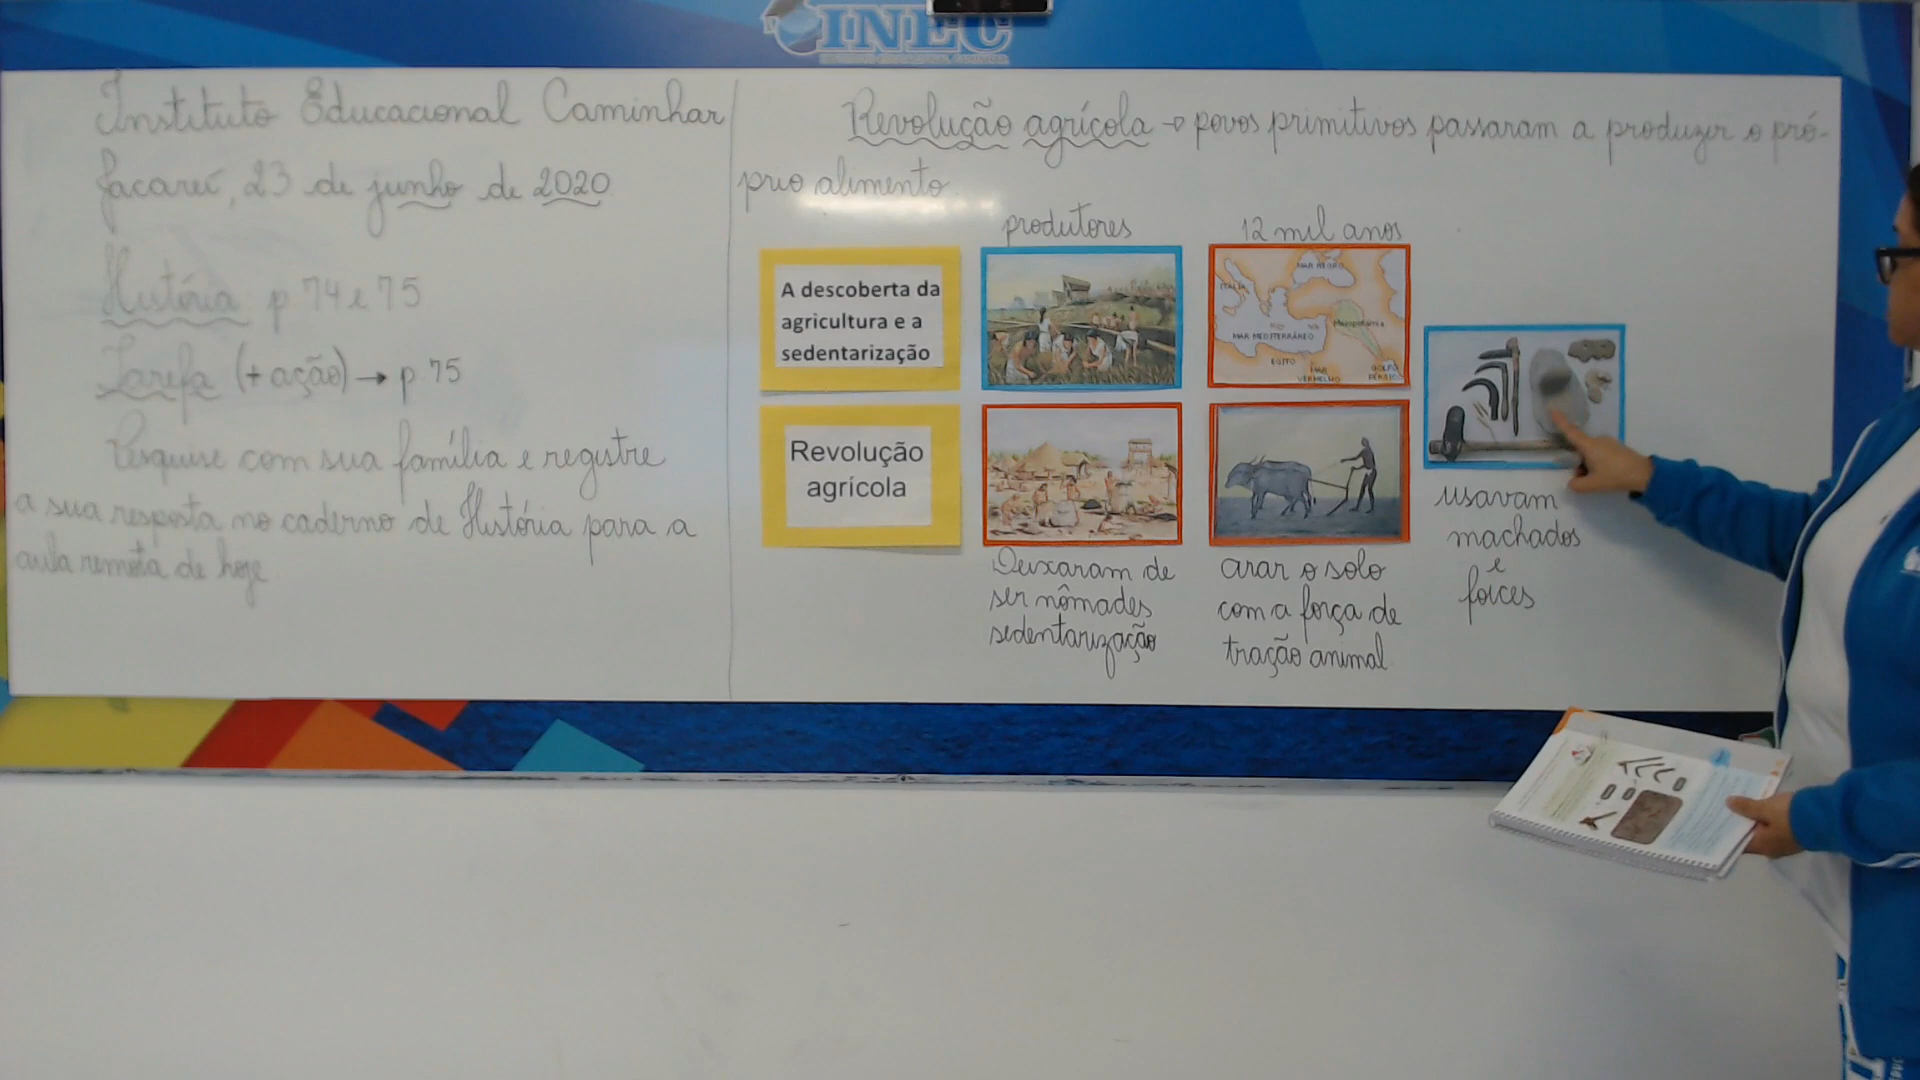 INEC
Instituto Educacional Caminhar
Jacareí, 23 de junho de 2020
História p 74 e 75
Tarefa (+ ação) → p 75
Pesquise com sua família e registre
a sua resposta no caderno de História para a
aula remota de hoje
Revolução agrícola → povos primitivos passaram a produzir o pró-
prio alimento.
produtores
12 mil anos
A descoberta da
agricultura e a
sedentarização
MAR NEGRO
ITÁLIA
Mesopotâmia
MAR MEDITERRÂNEO
EGITO
MAR
VERMELHO
GOLFO
PÉRSICO
Revolução
agrícola
Deixaram de
ser nômades
sedentarização
arar o solo
com a força de
tração animal
usavam
machados
e
foices